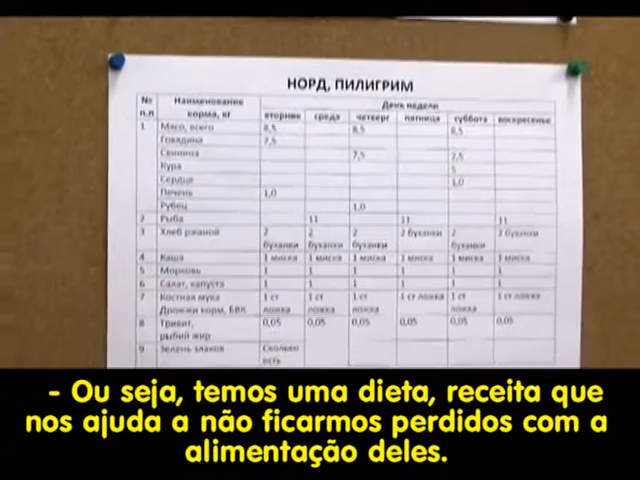 НОРД, ПИЛИГРИМ
№ п.п Наименование корма, кг День недели
вторник среда четверг пятница суббота воскресенье
1 Мясо, всего 8,5 8,5 8,5
Говядина 7,5
Свинина 7,5 2,5
Кура 5
Сердце 1,0
Печень 1,0
Рубец 1,0
2 Рыба 11 11 11
3 Хлеб ржаной 2 буханки 2 буханки 2 буханки 2 буханки 2 буханки 2 буханки
4 Каша 1 миска 1 миска 1 миска 1 миска 1 миска 1 миска
5 Морковь 1 1 1 1 1 1
6 Салат, капуста 1 1 1 1 1 1
7 Костная мука 1 ст ложка 1 ст ложка 1 ст ложка 1 ст ложка 1 ст ложка 1 ст ложка
Дрожжи корм, БВК
8 Тривит, рыбий жир 0,05 0,05 0,05 0,05 0,05 0,05
9 Зелень злаков Сколько есть
- Ou seja, temos uma dieta, receita que
nos ajuda a não ficarmos perdidos com a
alimentação deles.